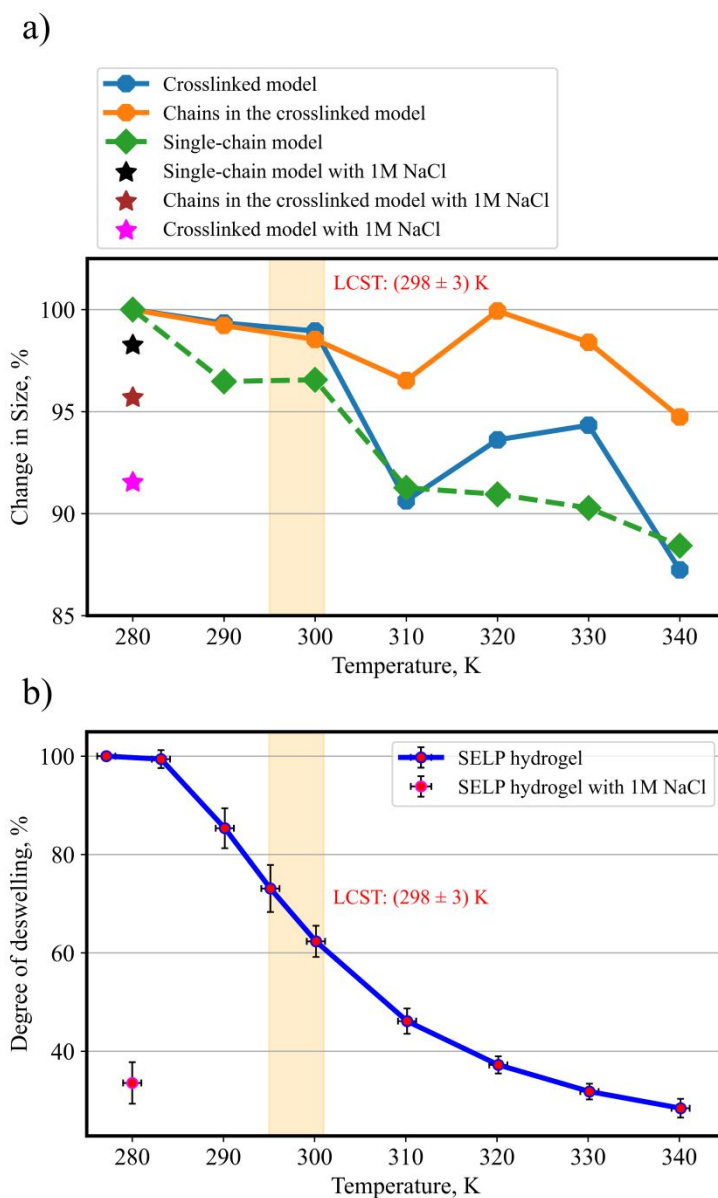 a)
Crosslinked model
Chains in the crosslinked model
Single-chain model
Single-chain model with 1M NaCl
Chains in the crosslinked model with 1M NaCl
Crosslinked model with 1M NaCl
LCST: (298 ± 3) K
100
95
90
85
Change in Size, %
280 290 300 310 320 330 340
Temperature, K
b)
SELP hydrogel
SELP hydrogel with 1M NaCl
LCST: (298 ± 3) K
100
80
60
40
Degree of deswelling, %
280 290 300 310 320 330 340
Temperature, K